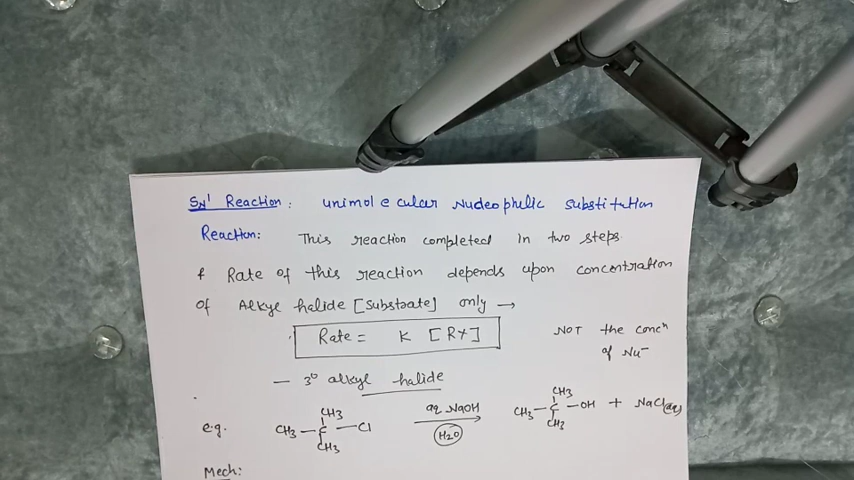 SN1 Reaction: unimolecular Nucleophilic substitution
Reaction: This reaction completed in two steps.
& Rate of this reaction depends upon concentration
of Alkyl halide [Substrate] only →
Rate = K [RX]
NOT the concn
of Nu-
— 3° alkyl halide
CH3 CH3
e.g. CH3 — C — Cl aq NaOH → CH3 — C — OH + NaCl(aq)
CH3 H2O CH3
Mech: